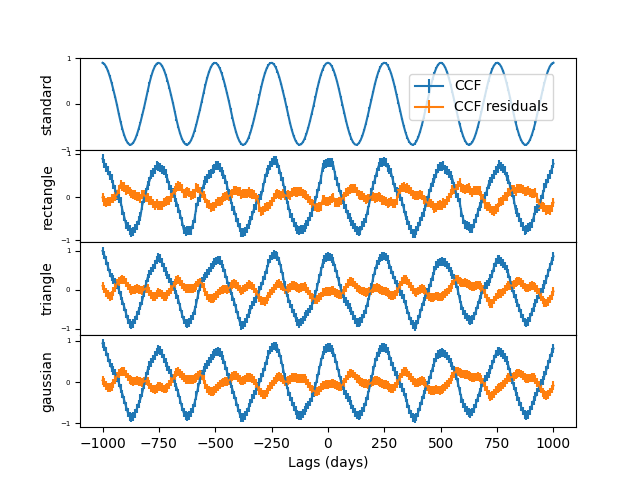 standard
1
0
−1
CCF
CCF residuals
rectangle
1
0
−1
triangle
1
0
−1
gaussian
1
0
−1
−1000 −750 −500 −250 0 250 500 750 1000
Lags (days)